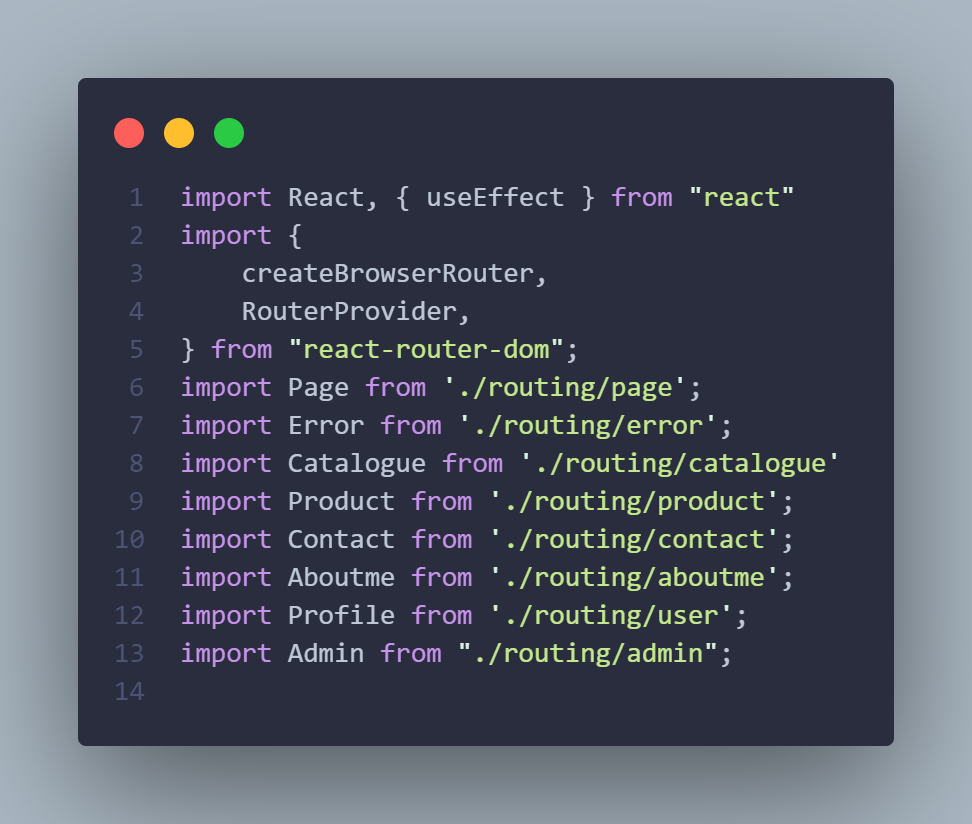 1 import React, { useEffect } from "react"
2 import {
3     createBrowserRouter,
4     RouterProvider,
5 } from "react-router-dom";
6 import Page from './routing/page';
7 import Error from './routing/error';
8 import Catalogue from './routing/catalogue'
9 import Product from './routing/product';
10 import Contact from './routing/contact';
11 import Aboutme from './routing/aboutme';
12 import Profile from './routing/user';
13 import Admin from "./routing/admin";
14